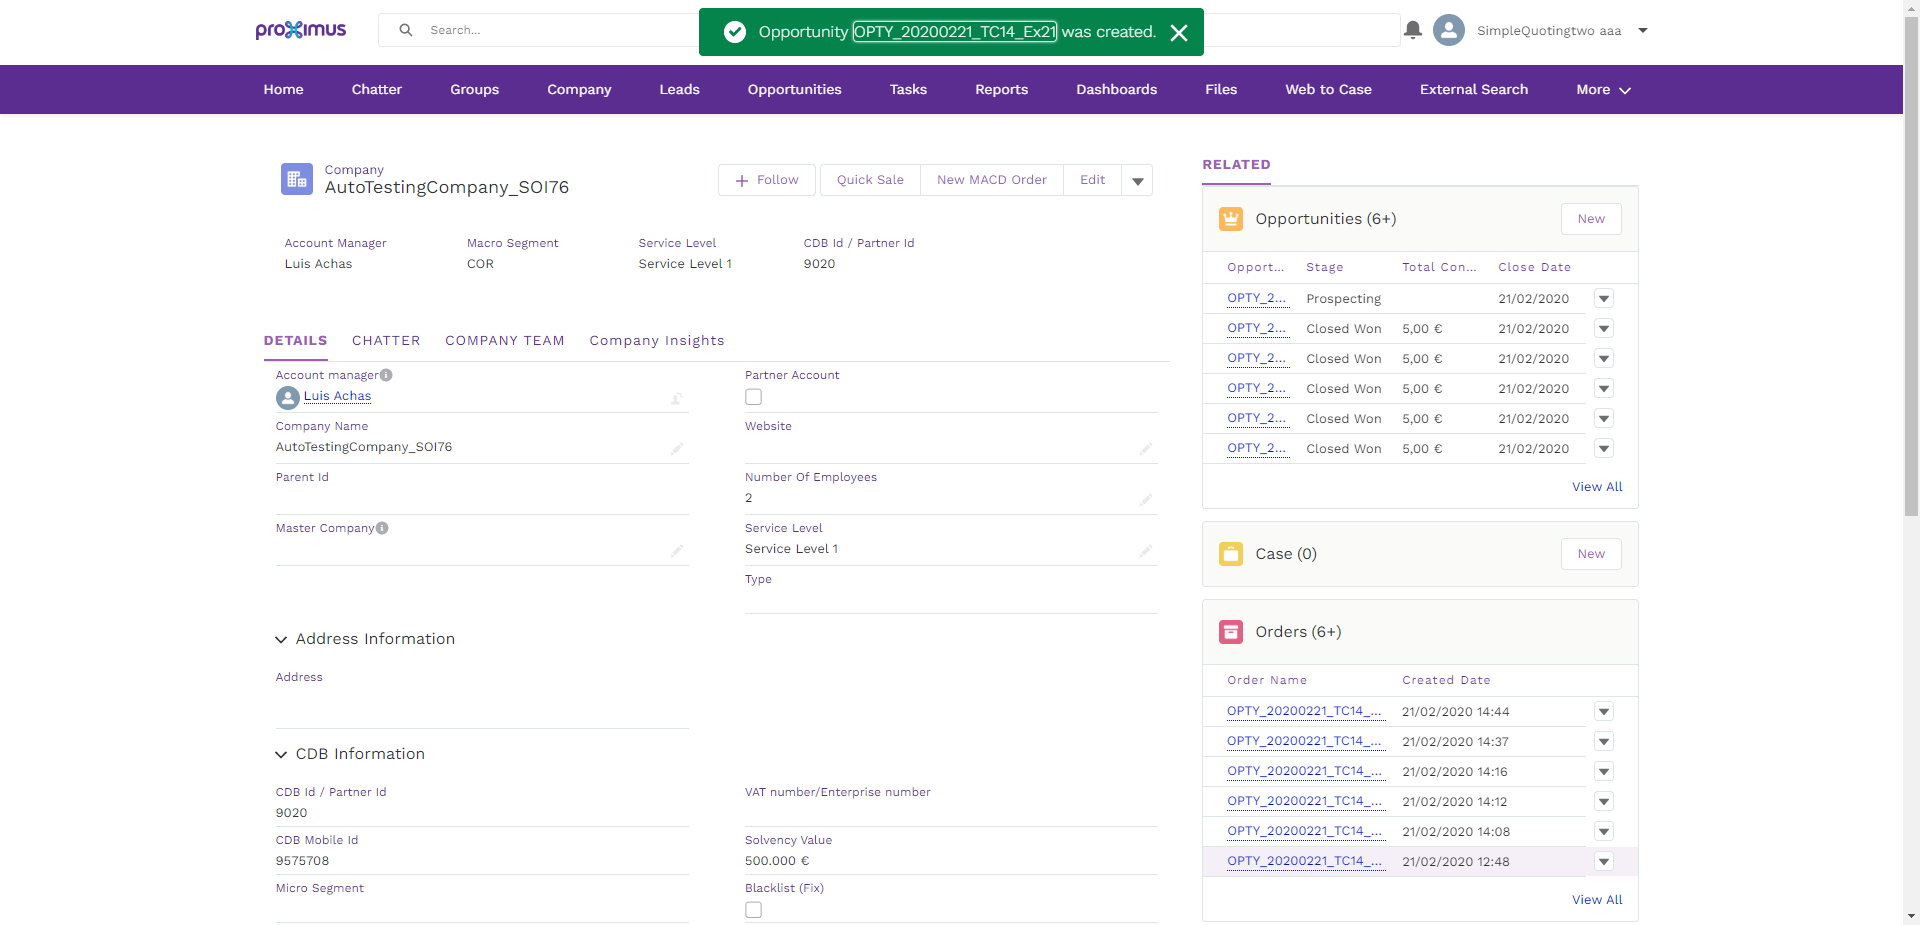 proximus
Search...
Opportunity OPTY_20200221_TC14_Ex21 was created.
SimpleQuotingtwo aaa
Home Chatter Groups Company Leads Opportunities Tasks Reports Dashboards Files Web to Case External Search More
Company
AutoTestingCompany_SOI76
Follow Quick Sale New MACD Order Edit
Account Manager Macro Segment Service Level CDB Id / Partner Id
Luis Achas COR Service Level 1 9020
DETAILS CHATTER COMPANY TEAM Company Insights
Account manager
Luis Achas
Partner Account
Company Name
AutoTestingCompany_SOI76
Website
Parent Id
Number Of Employees
2
Master Company
Service Level
Service Level 1
Type
Address Information
Address
CDB Information
CDB Id / Partner Id
9020
VAT number/Enterprise number
CDB Mobile Id
9575708
Solvency Value
500.000 €
Micro Segment
Blacklist (Fix)
RELATED
Opportunities (6+) New
Opport... Stage Total Con... Close Date
OPTY_2... Prospecting 21/02/2020
OPTY_2... Closed Won 5,00 € 21/02/2020
OPTY_2... Closed Won 5,00 € 21/02/2020
OPTY_2... Closed Won 5,00 € 21/02/2020
OPTY_2... Closed Won 5,00 € 21/02/2020
OPTY_2... Closed Won 5,00 € 21/02/2020
View All
Case (0) New
Orders (6+)
Order Name Created Date
OPTY_20200221_TC14_... 21/02/2020 14:44
OPTY_20200221_TC14_... 21/02/2020 14:37
OPTY_20200221_TC14_... 21/02/2020 14:16
OPTY_20200221_TC14_... 21/02/2020 14:12
OPTY_20200221_TC14_... 21/02/2020 14:08
OPTY_20200221_TC14_... 21/02/2020 12:48
View All